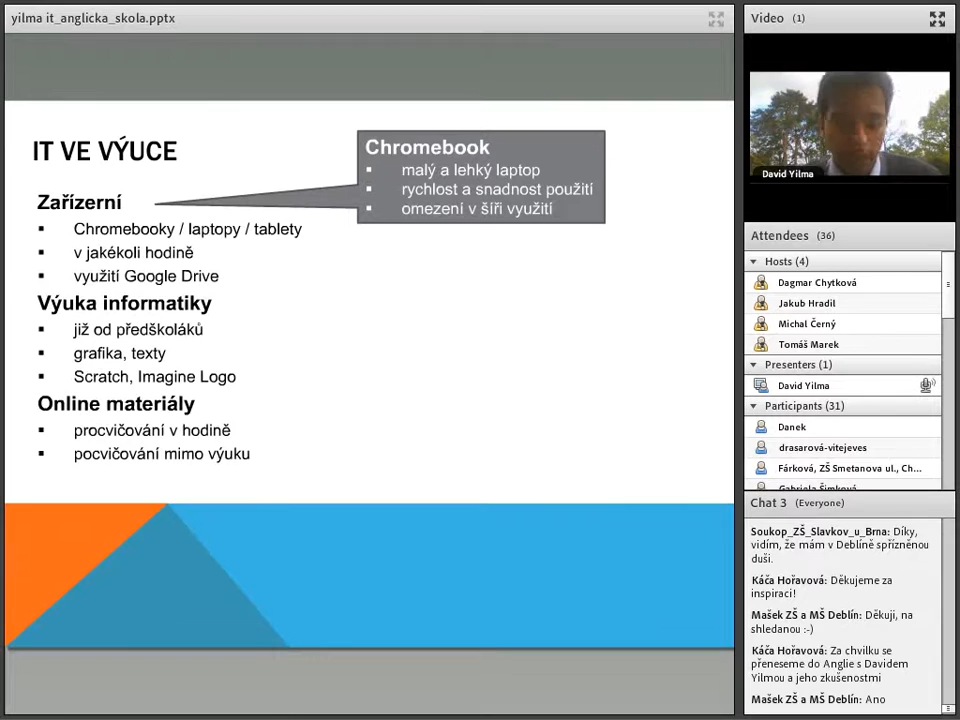 yilma it_anglicka_skola.pptx
IT VE VÝUCE
Zařízerní
▪ Chromebooky / laptopy / tablety
▪ v jakékoli hodině
▪ využití Google Drive
Výuka informatiky
▪ již od předškoláků
▪ grafika, texty
▪ Scratch, Imagine Logo
Online materiály
▪ procvičování v hodině
▪ pocvičování mimo výuku
Chromebook
▪ malý a lehký laptop
▪ rychlost a snadnost použití
▪ omezení v šíři využití
Video (1)
David Yilma
Attendees (36)
Hosts (4)
Dagmar Chytková
Jakub Hradil
Michal Černý
Tomáš Marek
Presenters (1)
David Yilma
Participants (31)
Danek
drasarová-vitejeves
Fárková, ZŠ Smetanova ul., Ch...
Gabriela Šimková
Chat 3 (Everyone)
Soukop_ZŠ_Slavkov_u_Brna: Díky,
vidím, že mám v Deblíně spřízněnou
duši.
Káča Hořavová: Děkujeme za
inspiraci!
Mašek ZŠ a MŠ Deblín: Děkuji, na
shledanou :-)
Káča Hořavová: Za chvilku se
přeneseme do Anglie s Davidem
Yilmou a jeho zkušenostmi
Mašek ZŠ a MŠ Deblín: Ano